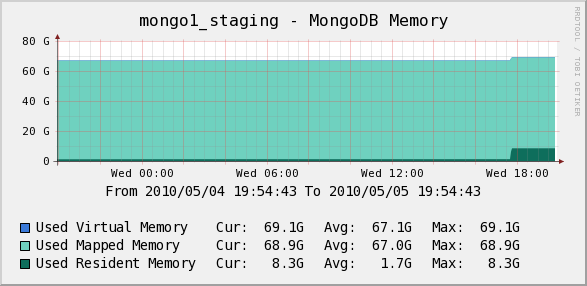 mongo1_staging - MongoDB Memory
RRDTOOL / TOBI OETIKER
80 G
60 G
40 G
20 G
0
Wed 00:00 Wed 06:00 Wed 12:00 Wed 18:00
From 2010/05/04 19:54:43 To 2010/05/05 19:54:43
Used Virtual Memory Cur: 69.1G Avg: 67.1G Max: 69.1G
Used Mapped Memory Cur: 68.9G Avg: 67.0G Max: 68.9G
Used Resident Memory Cur: 8.3G Avg: 1.7G Max: 8.3G